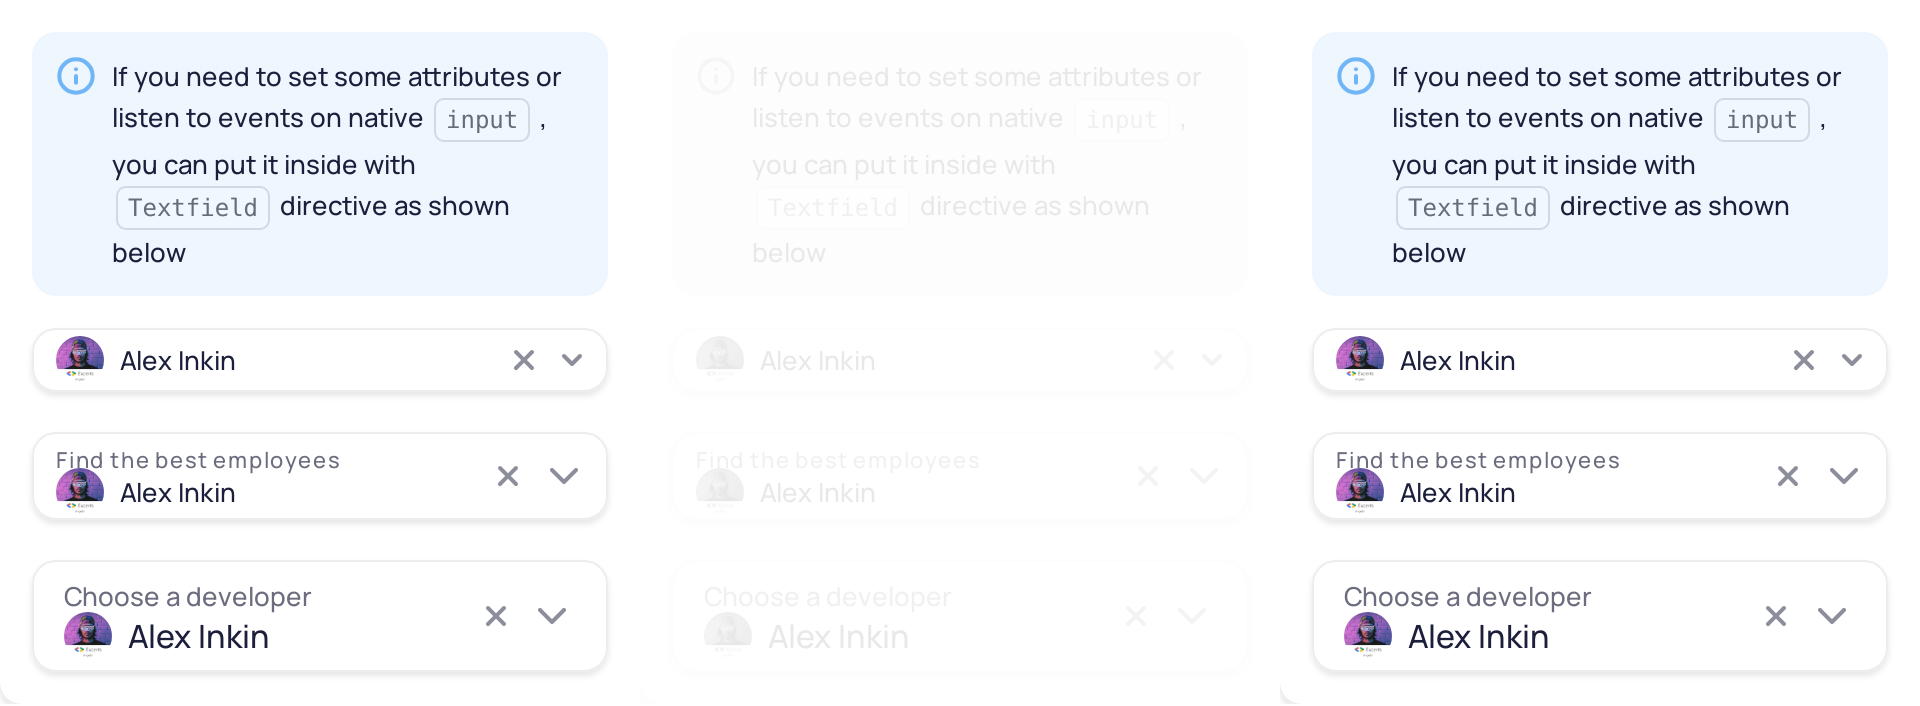 If you need to set some attributes or
listen to events on native input ,
you can put it inside with
Textfield directive as shown
below
Alex Inkin
Find the best employees
Alex Inkin
Choose a developer
Alex Inkin
If you need to set some attributes or
listen to events on native input ,
you can put it inside with
Textfield directive as shown
below
Alex Inkin
Find the best employees
Alex Inkin
Choose a developer
Alex Inkin
If you need to set some attributes or
listen to events on native input ,
you can put it inside with
Textfield directive as shown
below
Alex Inkin
Find the best employees
Alex Inkin
Choose a developer
Alex Inkin